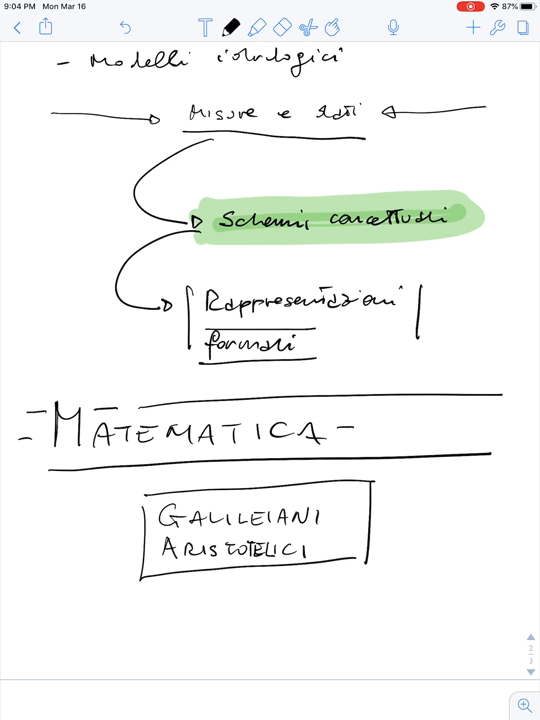 9:04 PM Mon Mar 16
87%
- Modelli idrologici
Misure e dati
Schemi concettuali
Rappresentazioni
formali
= MATEMATICA -
GALILEIANI
ARISTOTELICI
2
3